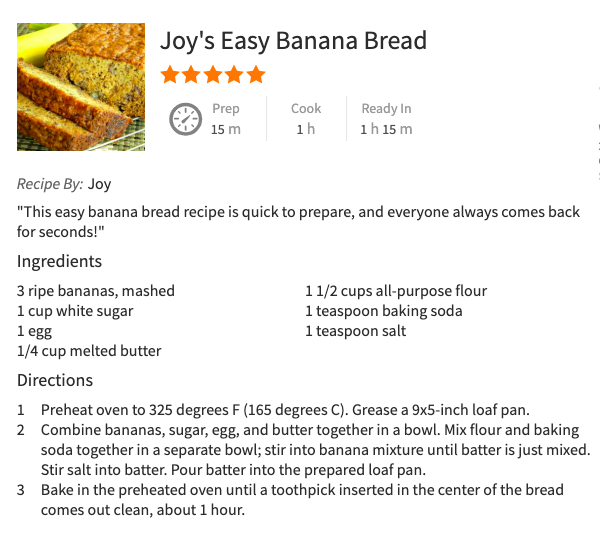 Joy's Easy Banana Bread
Prep
15 m
Cook
1 h
Ready In
1 h 15 m
Recipe By: Joy
"This easy banana bread recipe is quick to prepare, and everyone always comes back
for seconds!"
Ingredients
3 ripe bananas, mashed
1 cup white sugar
1 egg
1/4 cup melted butter
1 1/2 cups all-purpose flour
1 teaspoon baking soda
1 teaspoon salt
Directions
1 Preheat oven to 325 degrees F (165 degrees C). Grease a 9x5-inch loaf pan.
2 Combine bananas, sugar, egg, and butter together in a bowl. Mix flour and baking
soda together in a separate bowl; stir into banana mixture until batter is just mixed.
Stir salt into batter. Pour batter into the prepared loaf pan.
3 Bake in the preheated oven until a toothpick inserted in the center of the bread
comes out clean, about 1 hour.